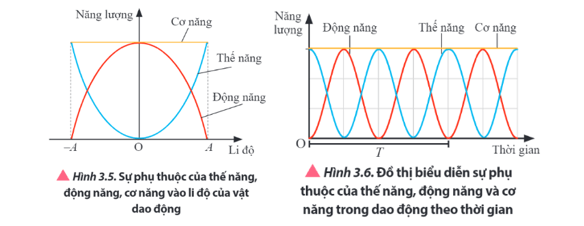 Năng lượng
Cơ năng
Thế năng
Động năng
–A
O
A
Li độ
Hình 3.5. Sự phụ thuộc của thế năng,
động năng, cơ năng vào li độ của vật
dao động
Năng
lượng
Động năng
Thế năng
Cơ năng
O
T
Thời gian
Hình 3.6. Đồ thị biểu diễn sự phụ
thuộc của thế năng, động năng và cơ
năng trong dao động theo thời gian